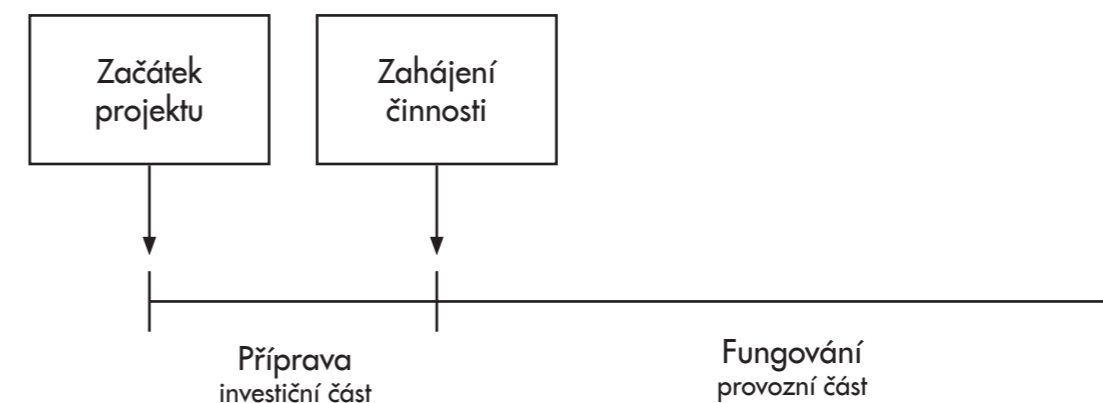 Začátek
projektu
Zahájení
činnosti
Příprava
investiční část
Fungování
provozní část